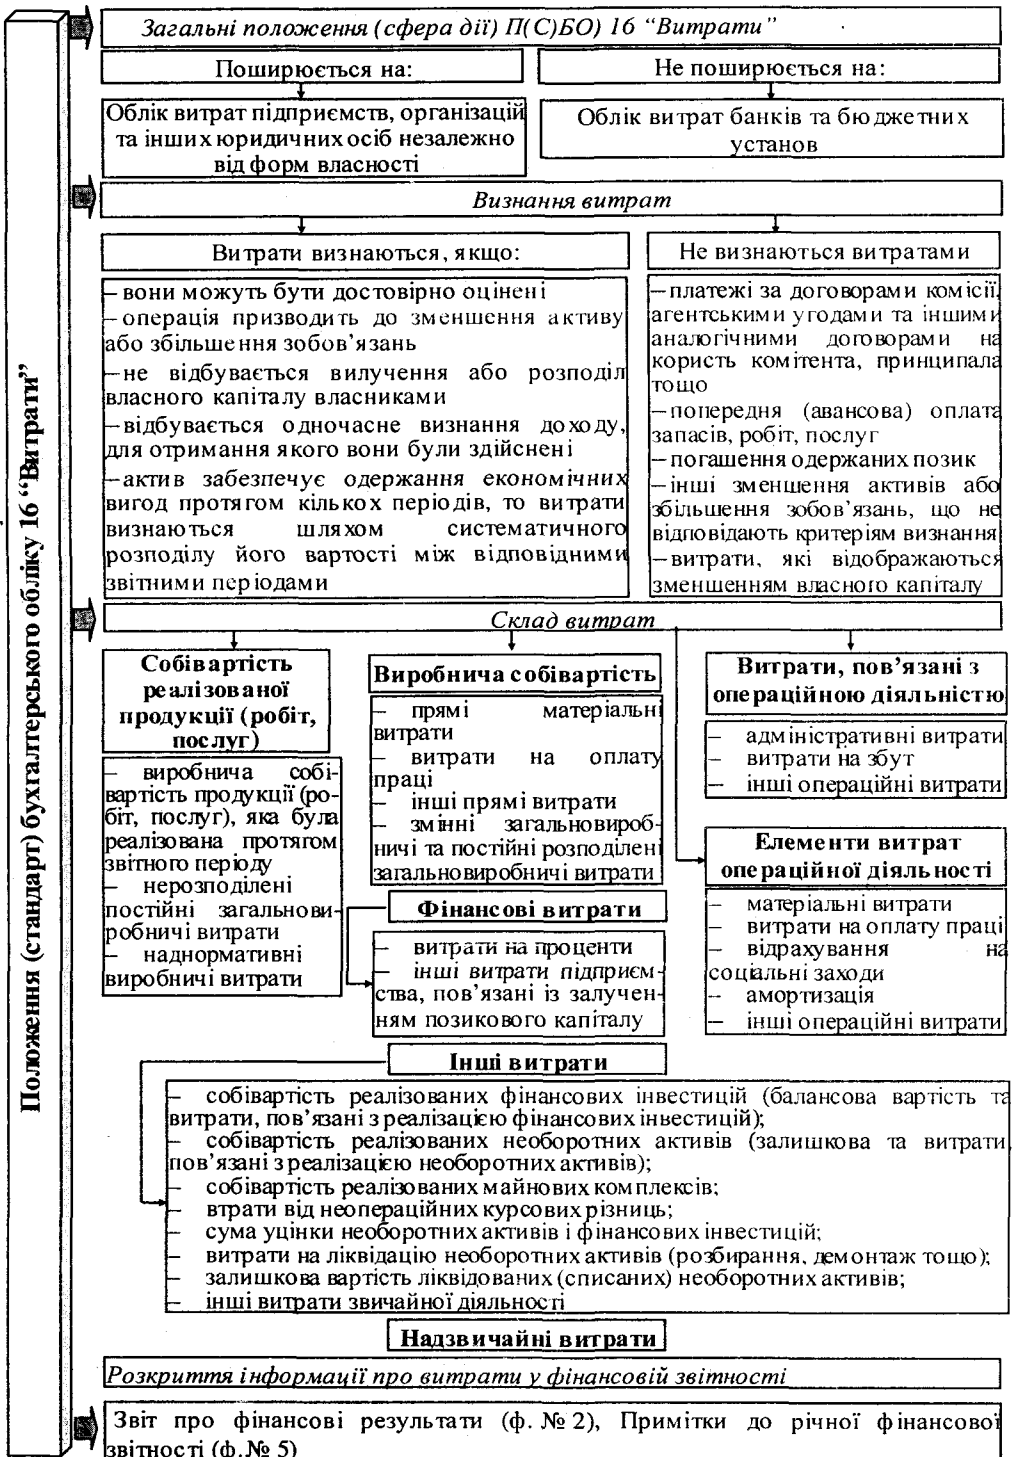 Положення (стандарт) бухгалтерського обліку 16 “Витрати”
Загальні положення (сфера дії) П(С)БО) 16 “Витрати”
Поширюється на:
Облік витрат підприємств, організацій
та інших юридичних осіб незалежно
від форм власності
Не поширюється на:
Облік витрат банків та бюджетних
установ
Визнання витрат
Витрати визнаються, якщо:
– вони можуть бути достовірно оцінені
– операція призводить до зменшення активу
або збільшення зобов’язань
– не відбувається вилучення або розподіл
власного капіталу власниками
– відбувається одночасне визнання доходу,
для отримання якого вони були здійснені
– актив забезпечує одержання економічних
вигод протягом кількох періодів, то витрати
визнаються шляхом систематичного
розподілу його вартості між відповідними
звітними періодами
Не визнаються витратами
– платежі за договорами комісії,
агентськими угодами та іншими
аналогічними договорами на
користь комітента, принципала
тощо
– попередня (авансова) оплата
запасів, робіт, послуг
– погашення одержаних позик
– інші зменшення активів або
збільшення зобов’язань, що не
відповідають критеріям визнання
– витрати, які відображаються
зменшенням власного капіталу
Склад витрат
Собівартість
реалізованої
продукції (робіт,
послуг)
– виробнича собі-
вартість продукції (ро-
біт, послуг), яка була
реалізована протягом
звітного періоду
– нерозподілені
постійні загальнови-
робничі витрати
– наднормативні
виробничі витрати
Виробнича собівартість
– прямі матеріальні
витрати
– витрати на оплату
праці
– інші прямі витрати
– змінні загальновироб-
ничі та постійні розподілені
загальновиробничі витрати
Фінансові витрати
– витрати на проценти
– інші витрати підприєм-
ства, пов’язані із залучен-
ням позикового капіталу
Витрати, пов’язані з
операційною діяльністю
– адміністративні витрати
– витрати на збут
– інші операційні витрати
Елементи витрат
операційної діяльності
– матеріальні витрати
– витрати на оплату праці
– відрахування на
соціальні заходи
– амортизація
– інші операційні витрати
Інші витрати
– собівартість реалізованих фінансових інвестицій (балансова вартість та
витрати, пов’язані з реалізацією фінансових інвестицій);
– собівартість реалізованих необоротних активів (залишкова та витрати
пов’язані з реалізацією необоротних активів);
– собівартість реалізованих майнових комплексів;
– втрати від неопераційних курсових різниць;
– сума уцінки необоротних активів і фінансових інвестицій;
– витрати на ліквідацію необоротних активів (розбирання, демонтаж тощо);
– залишкова вартість ліквідованих (списаних) необоротних активів;
– інші витрати звичайної діяльності
Надзвичайні витрати
Розкриття інформації про витрати у фінансовій звітності
Звіт про фінансові результати (ф. № 2), Примітки до річної фінансової
звітності (ф. № 5)